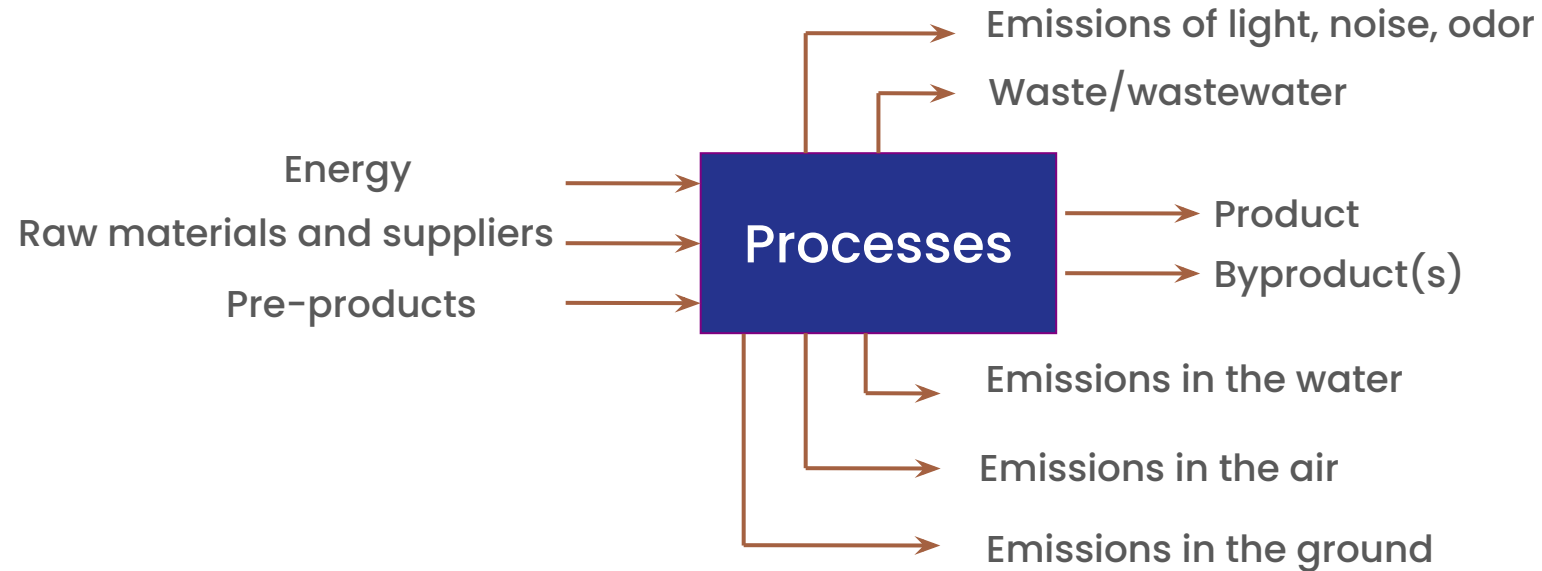 Emissions of light, noise, odor
Waste/wastewater
Energy
Raw materials and suppliers
Pre-products
Processes
Product
Byproduct(s)
Emissions in the water
Emissions in the air
Emissions in the ground